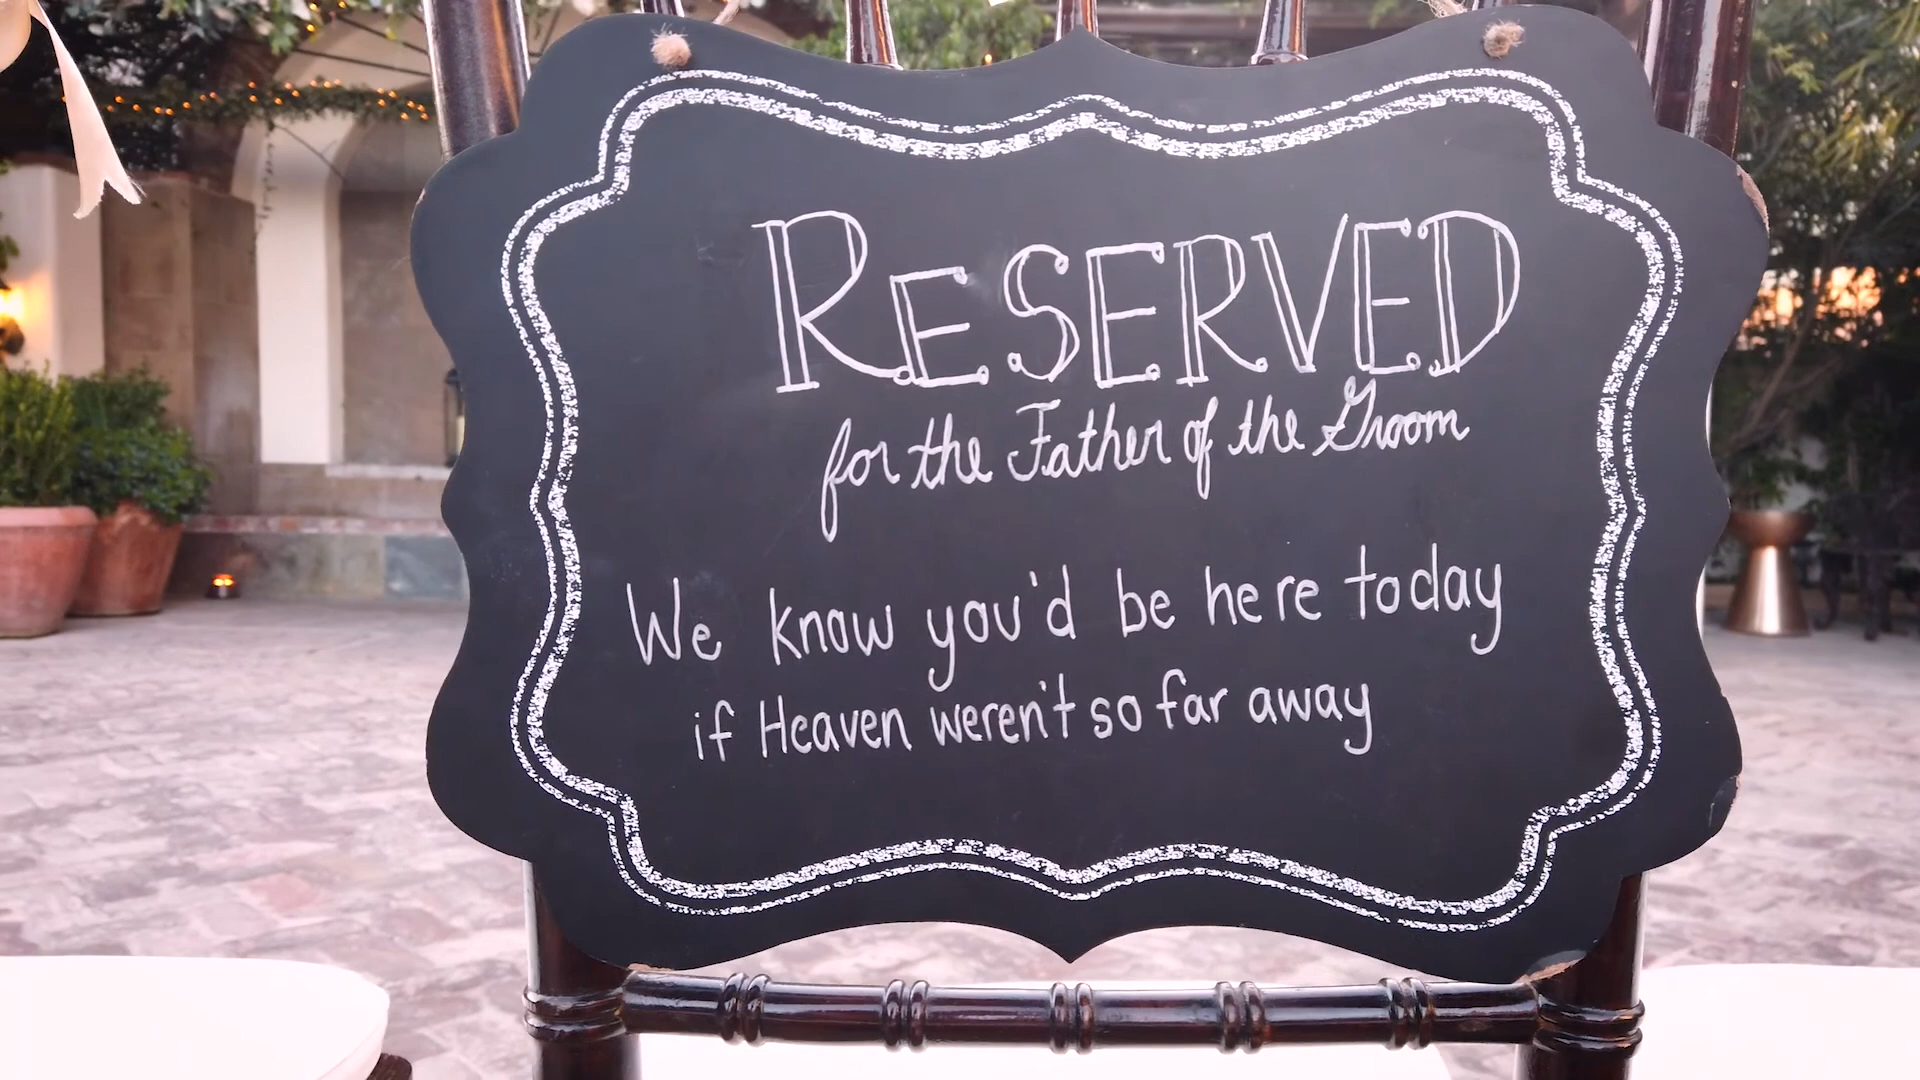 RESERVED
for the Father of the Groom
We know you'd be here today
if Heaven weren't so far away